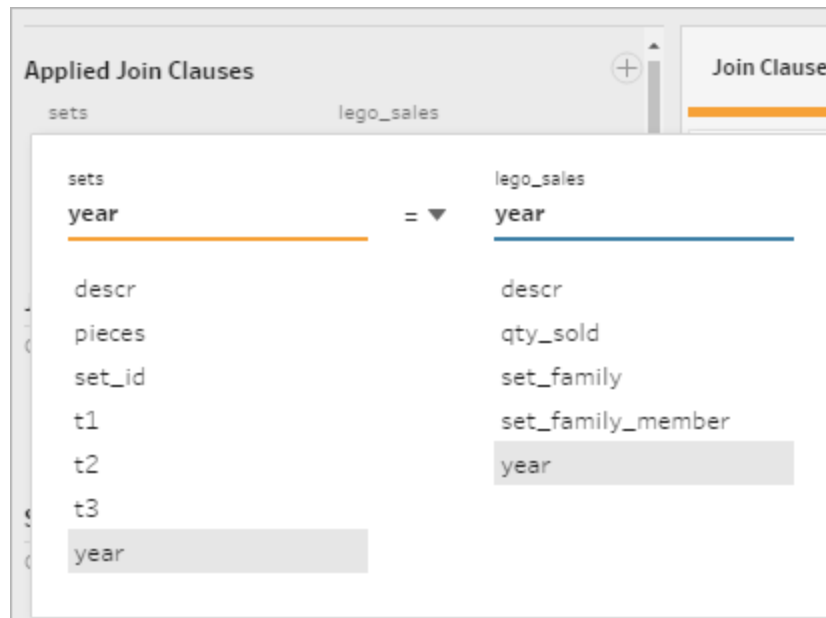 Applied Join Clauses
Join Clause
sets lego_sales
sets lego_sales
year = year
descr descr
pieces qty_sold
set_id set_family
t1 set_family_member
t2 year
t3
year